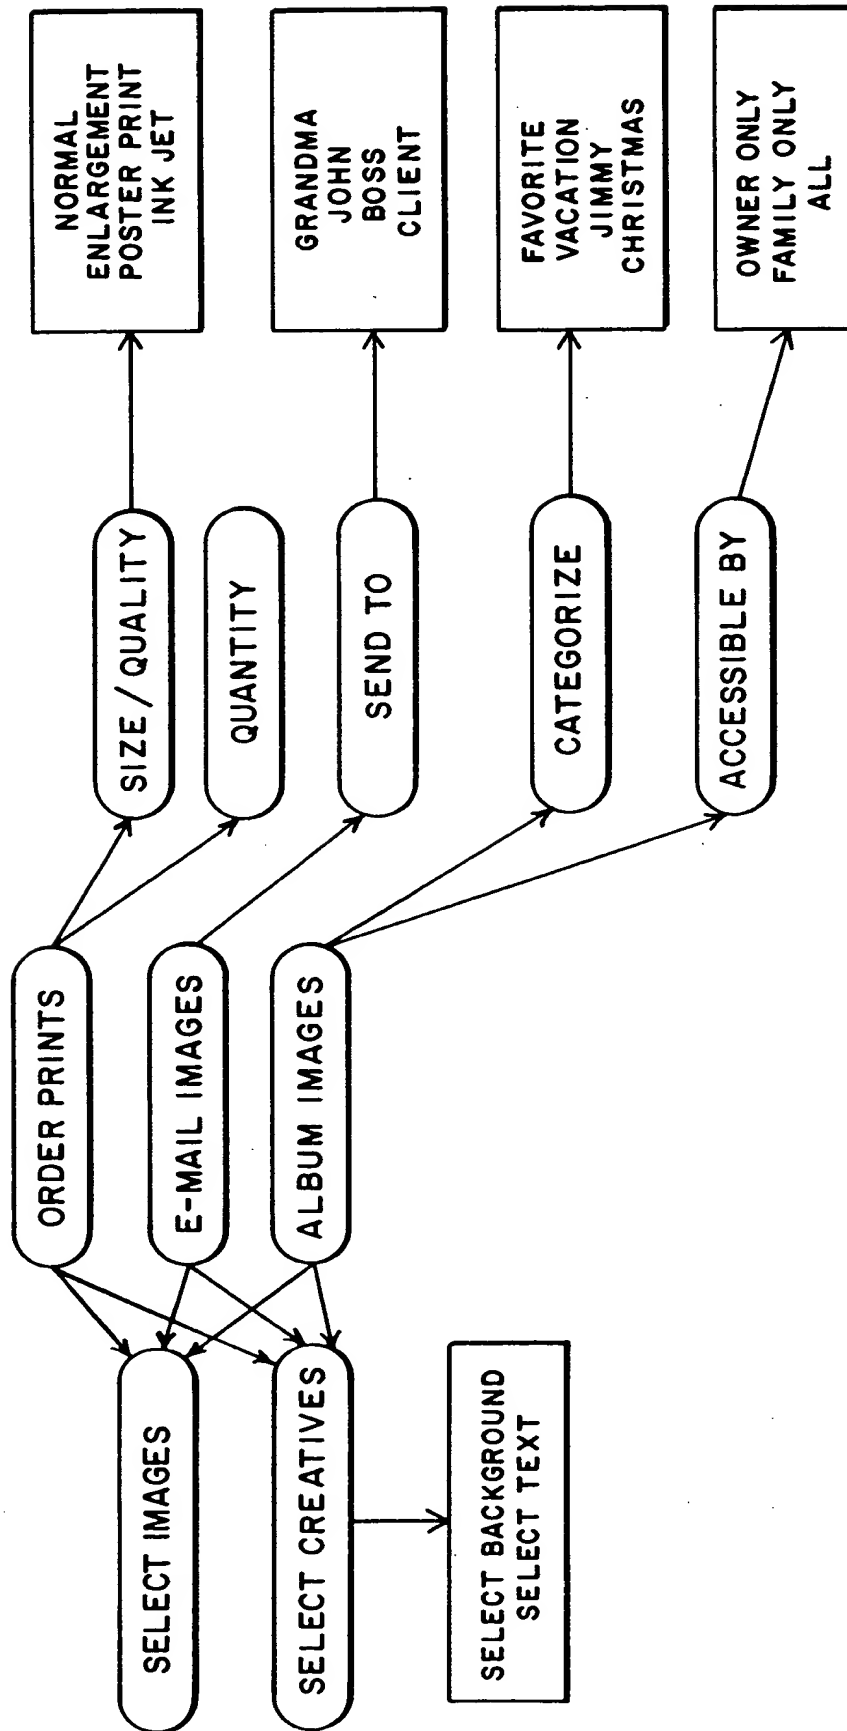 ORDER PRINTS
E-MAIL IMAGES
ALBUM IMAGES
SELECT IMAGES
SELECT CREATIVES
SELECT BACKGROUND
SELECT TEXT
SIZE / QUALITY
QUANTITY
SEND TO
CATEGORIZE
ACCESSIBLE BY
NORMAL
ENLARGEMENT
POSTER PRINT
INK JET
GRANDMA
JOHN
BOSS
CLIENT
FAVORITE
VACATION
JIMMY
CHRISTMAS
OWNER ONLY
FAMILY ONLY
ALL